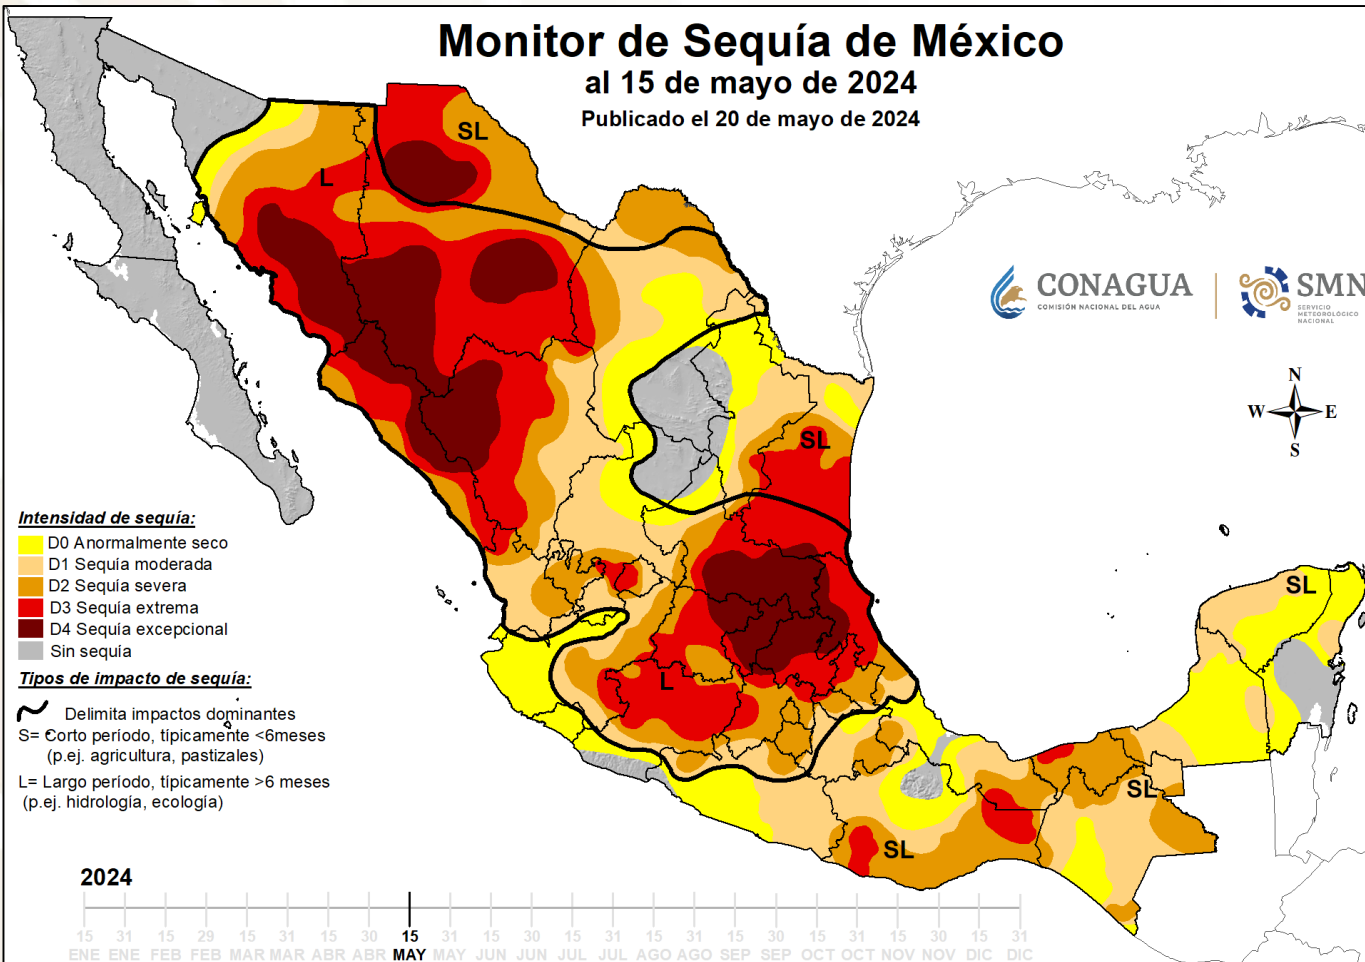 Monitor de Sequía de México
al 15 de mayo de 2024
Publicado el 20 de mayo de 2024
SL
L
CONAGUA
COMISIÓN NACIONAL DEL AGUA
SMN
SERVICIO
METEOROLÓGICO
NACIONAL
N
W E
S
SL
Intensidad de sequía:
D0 Anormalmente seco
D1 Sequía moderada
D2 Sequía severa
D3 Sequía extrema
D4 Sequía excepcional
Sin sequía
SL
Tipos de impacto de sequía:
L
Delimita impactos dominantes
S= Corto período, típicamente <6meses
(p.ej. agricultura, pastizales)
L= Largo período, típicamente >6 meses
(p.ej. hidrología, ecología)
SL
SL
2024
15 31 15 29 15 31 15 30 15 31 15 30 15 31 15 31 15 30 15 31 15 30 15 31
ENE ENE FEB FEB MAR MAR ABR ABR MAY MAY JUN JUN JUL JUL AGO AGO SEP SEP OCT OCT NOV NOV DIC DIC